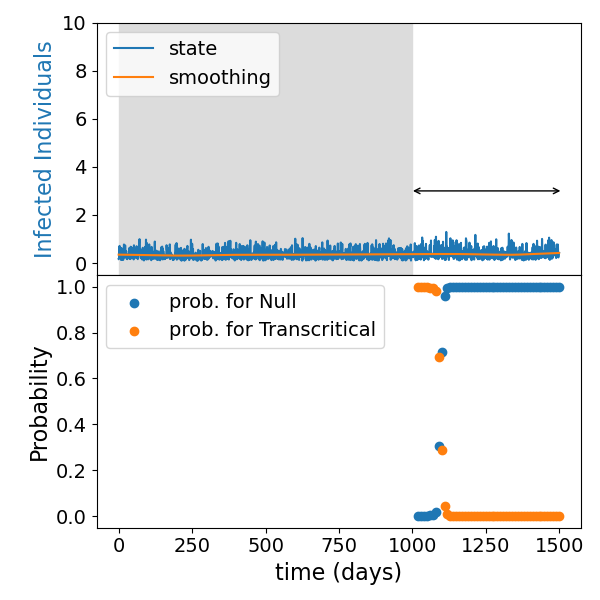 Infected Individuals
10
8
6
4
2
0
state
smoothing
Probability
1.0
0.8
0.6
0.4
0.2
0.0
prob. for Null
prob. for Transcritical
0 250 500 750 1000 1250 1500
time (days)